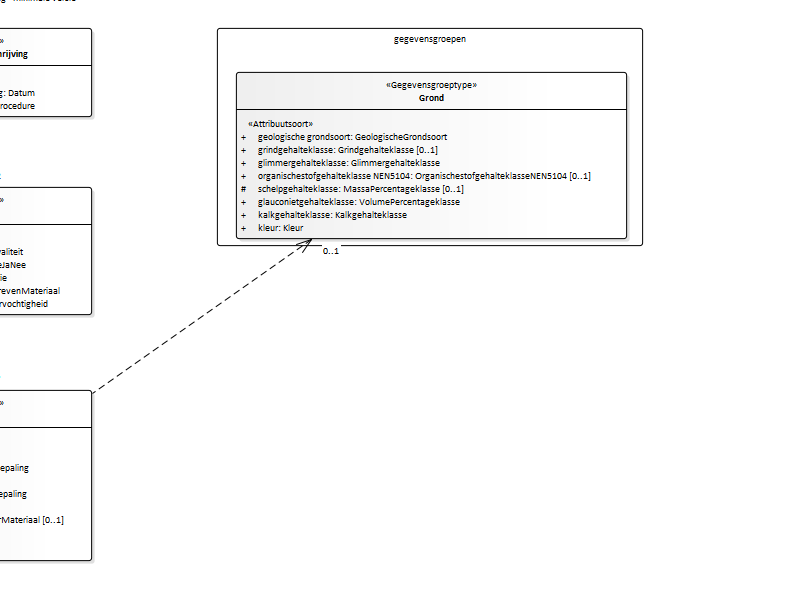 »
rijving
g: Datum
rocedure
»
valiteit
eJaNee
ie
revenMateriaal
rvochtigheid
»
epaling
epaling
rMateriaal [0..1]
gegevensgroepen
«Gegevensgroeptype»
Grond
«Attribuutsoort»
+ geologische grondsoort: GeologischeGrondsoort
+ grindgehalteklasse: Grindgehalteklasse [0..1]
+ glimmergehalteklasse: Glimmergehalteklasse
+ organischestofgehalteklasse NEN5104: OrganischestofgehalteklasseNEN5104 [0..1]
# schelpgehalteklasse: MassaPercentageklasse [0..1]
+ glauconietgehalteklasse: VolumePercentageklasse
+ kalkgehalteklasse: Kalkgehalteklasse
+ kleur: Kleur
0..1